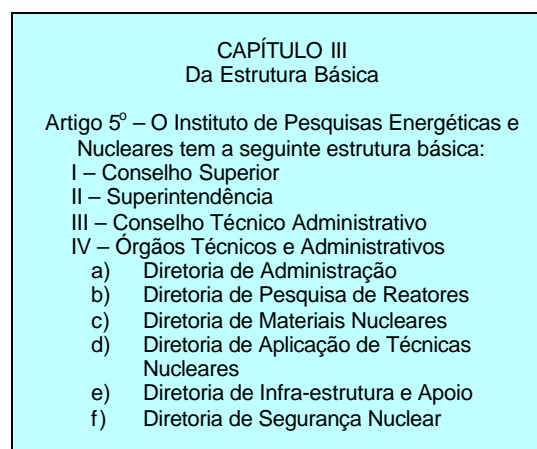 CAPÍTULO III
Da Estrutura Básica
Artigo 5º – O Instituto de Pesquisas Energéticas e
Nucleares tem a seguinte estrutura básica:
I – Conselho Superior
II – Superintendência
III – Conselho Técnico Administrativo
IV – Órgãos Técnicos e Administrativos
a) Diretoria de Administração
b) Diretoria de Pesquisa de Reatores
c) Diretoria de Materiais Nucleares
d) Diretoria de Aplicação de Técnicas
Nucleares
e) Diretoria de Infra-estrutura e Apoio
f) Diretoria de Segurança Nuclear